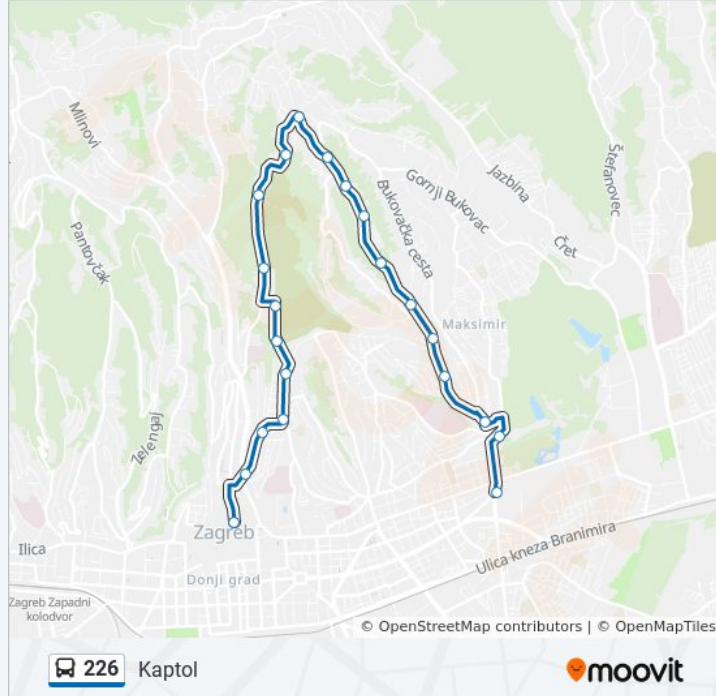 Mlinovi
Štefanovec
Gornji Bukovac
Jazbina
Bukovačka cesta
Čret
Pantovčak
Maksimir
Zelengaj
Zagreb
Ilica
Ulica kneza Branimira
Donji grad
Zagreb Zapadni
kolodvor
© OpenStreetMap contributors | © OpenMapTiles
226 Kaptol
moovit